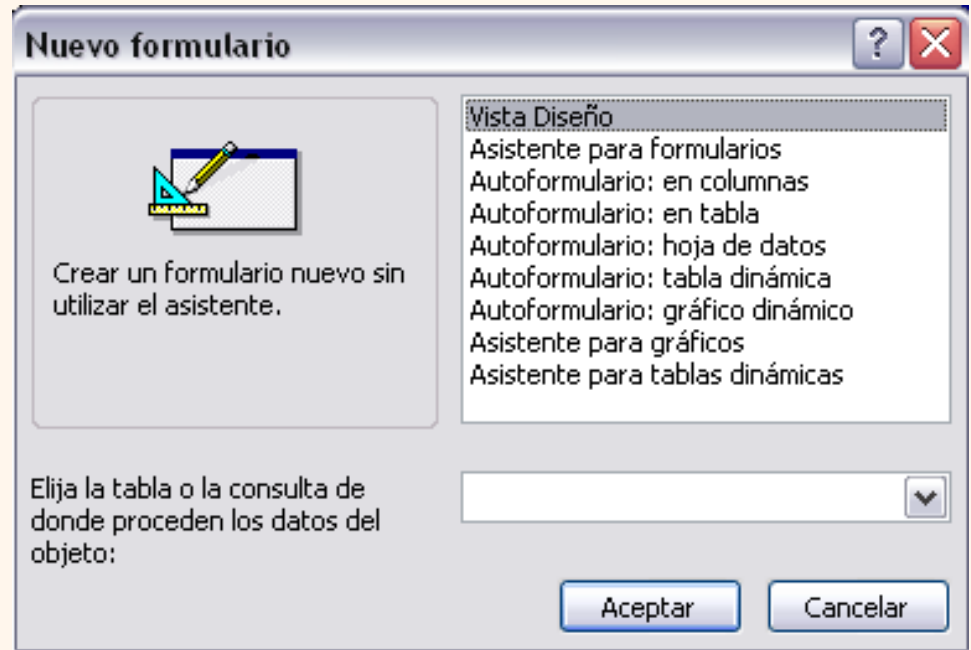 Nuevo formulario
?
Vista Diseño
Asistente para formularios
Autoformulario: en columnas
Autoformulario: en tabla
Autoformulario: hoja de datos
Autoformulario: tabla dinámica
Autoformulario: gráfico dinámico
Asistente para gráficos
Asistente para tablas dinámicas
Crear un formulario nuevo sin
utilizar el asistente.
Elija la tabla o la consulta de
donde proceden los datos del
objeto:
Aceptar
Cancelar